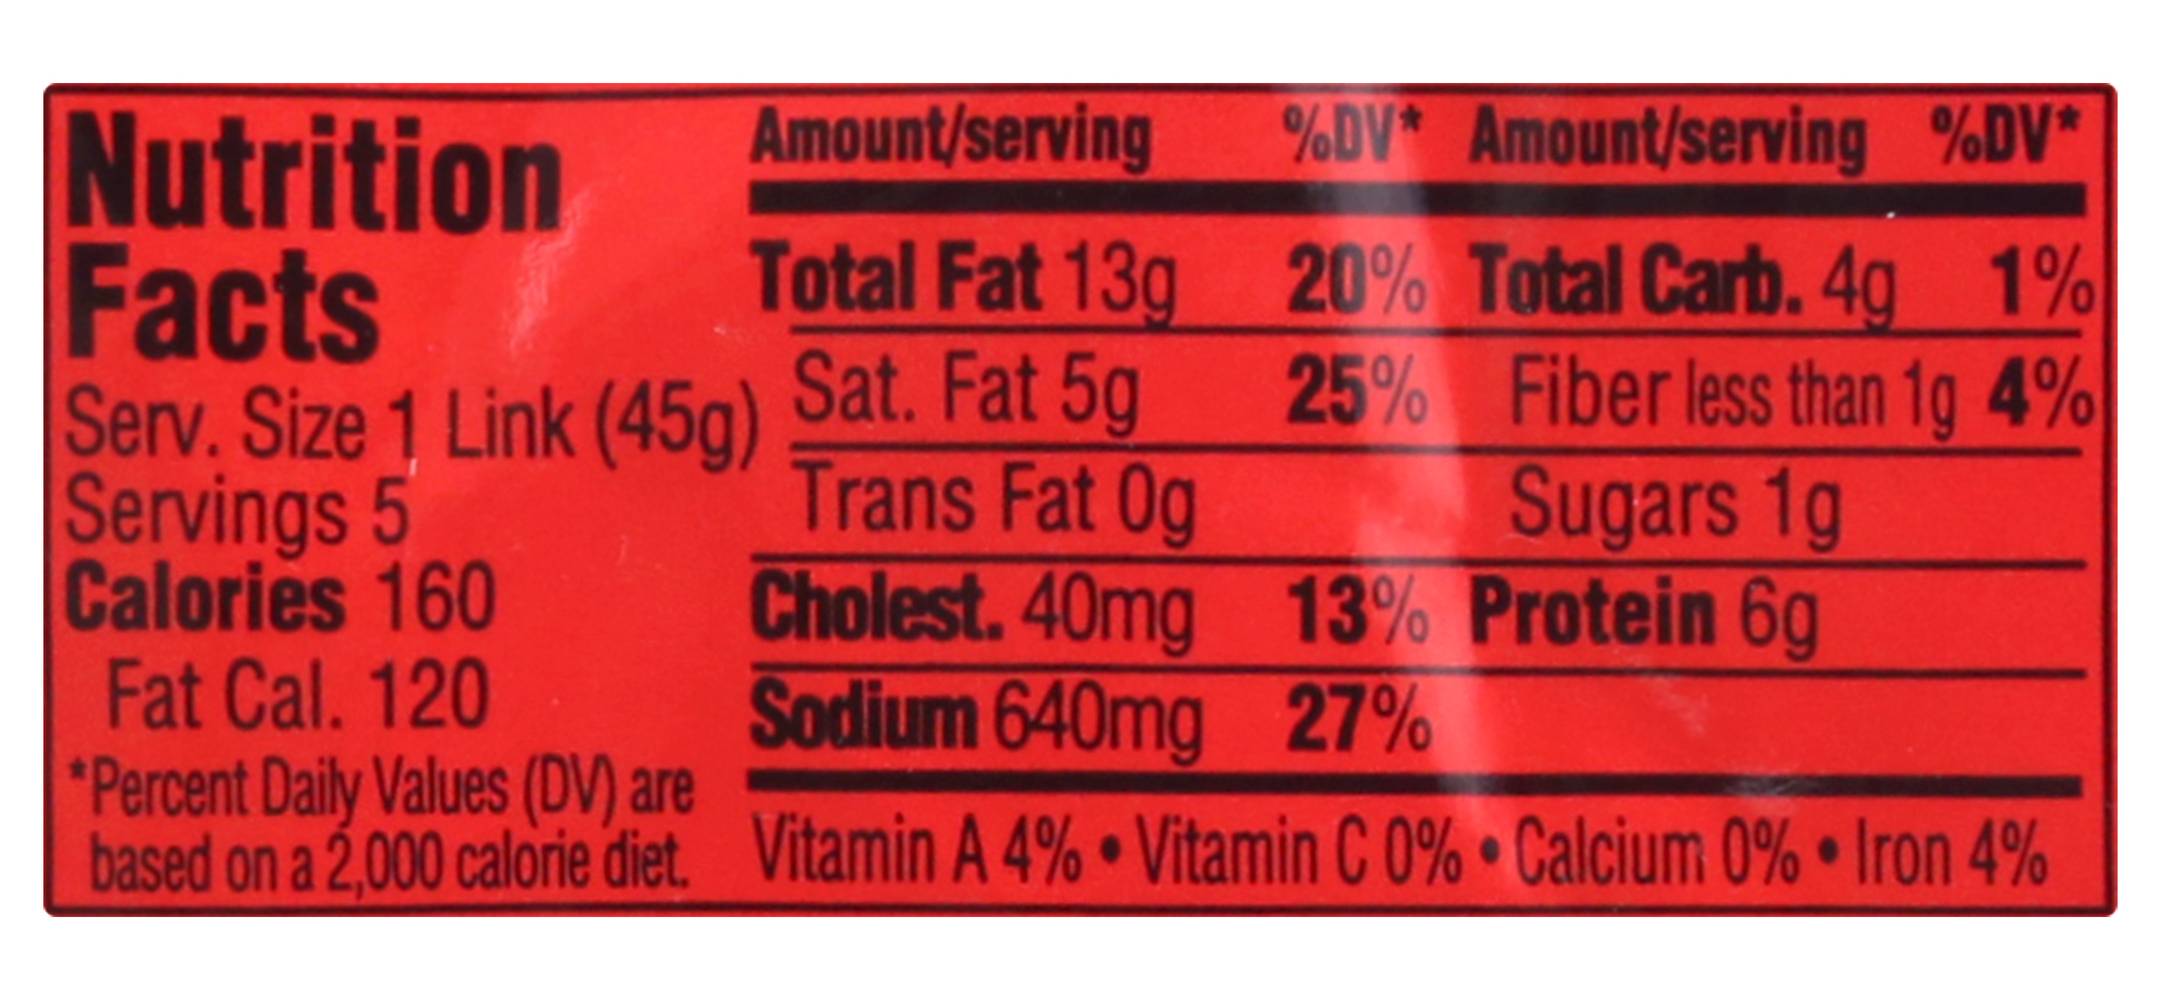 Nutrition
Facts
Serv. Size 1 Link (45g)
Servings 5
Calories 160
Fat Cal. 120
*Percent Daily Values (DV) are
based on a 2,000 calorie diet.
Amount/serving %DV* Amount/serving %DV*
Total Fat 13g 20% Total Carb. 4g 1%
Sat. Fat 5g 25% Fiber less than 1g 4%
Trans Fat 0g Sugars 1g
Cholest. 40mg 13% Protein 6g
Sodium 640mg 27%
Vitamin A 4% • Vitamin C 0% • Calcium 0% • Iron 4%